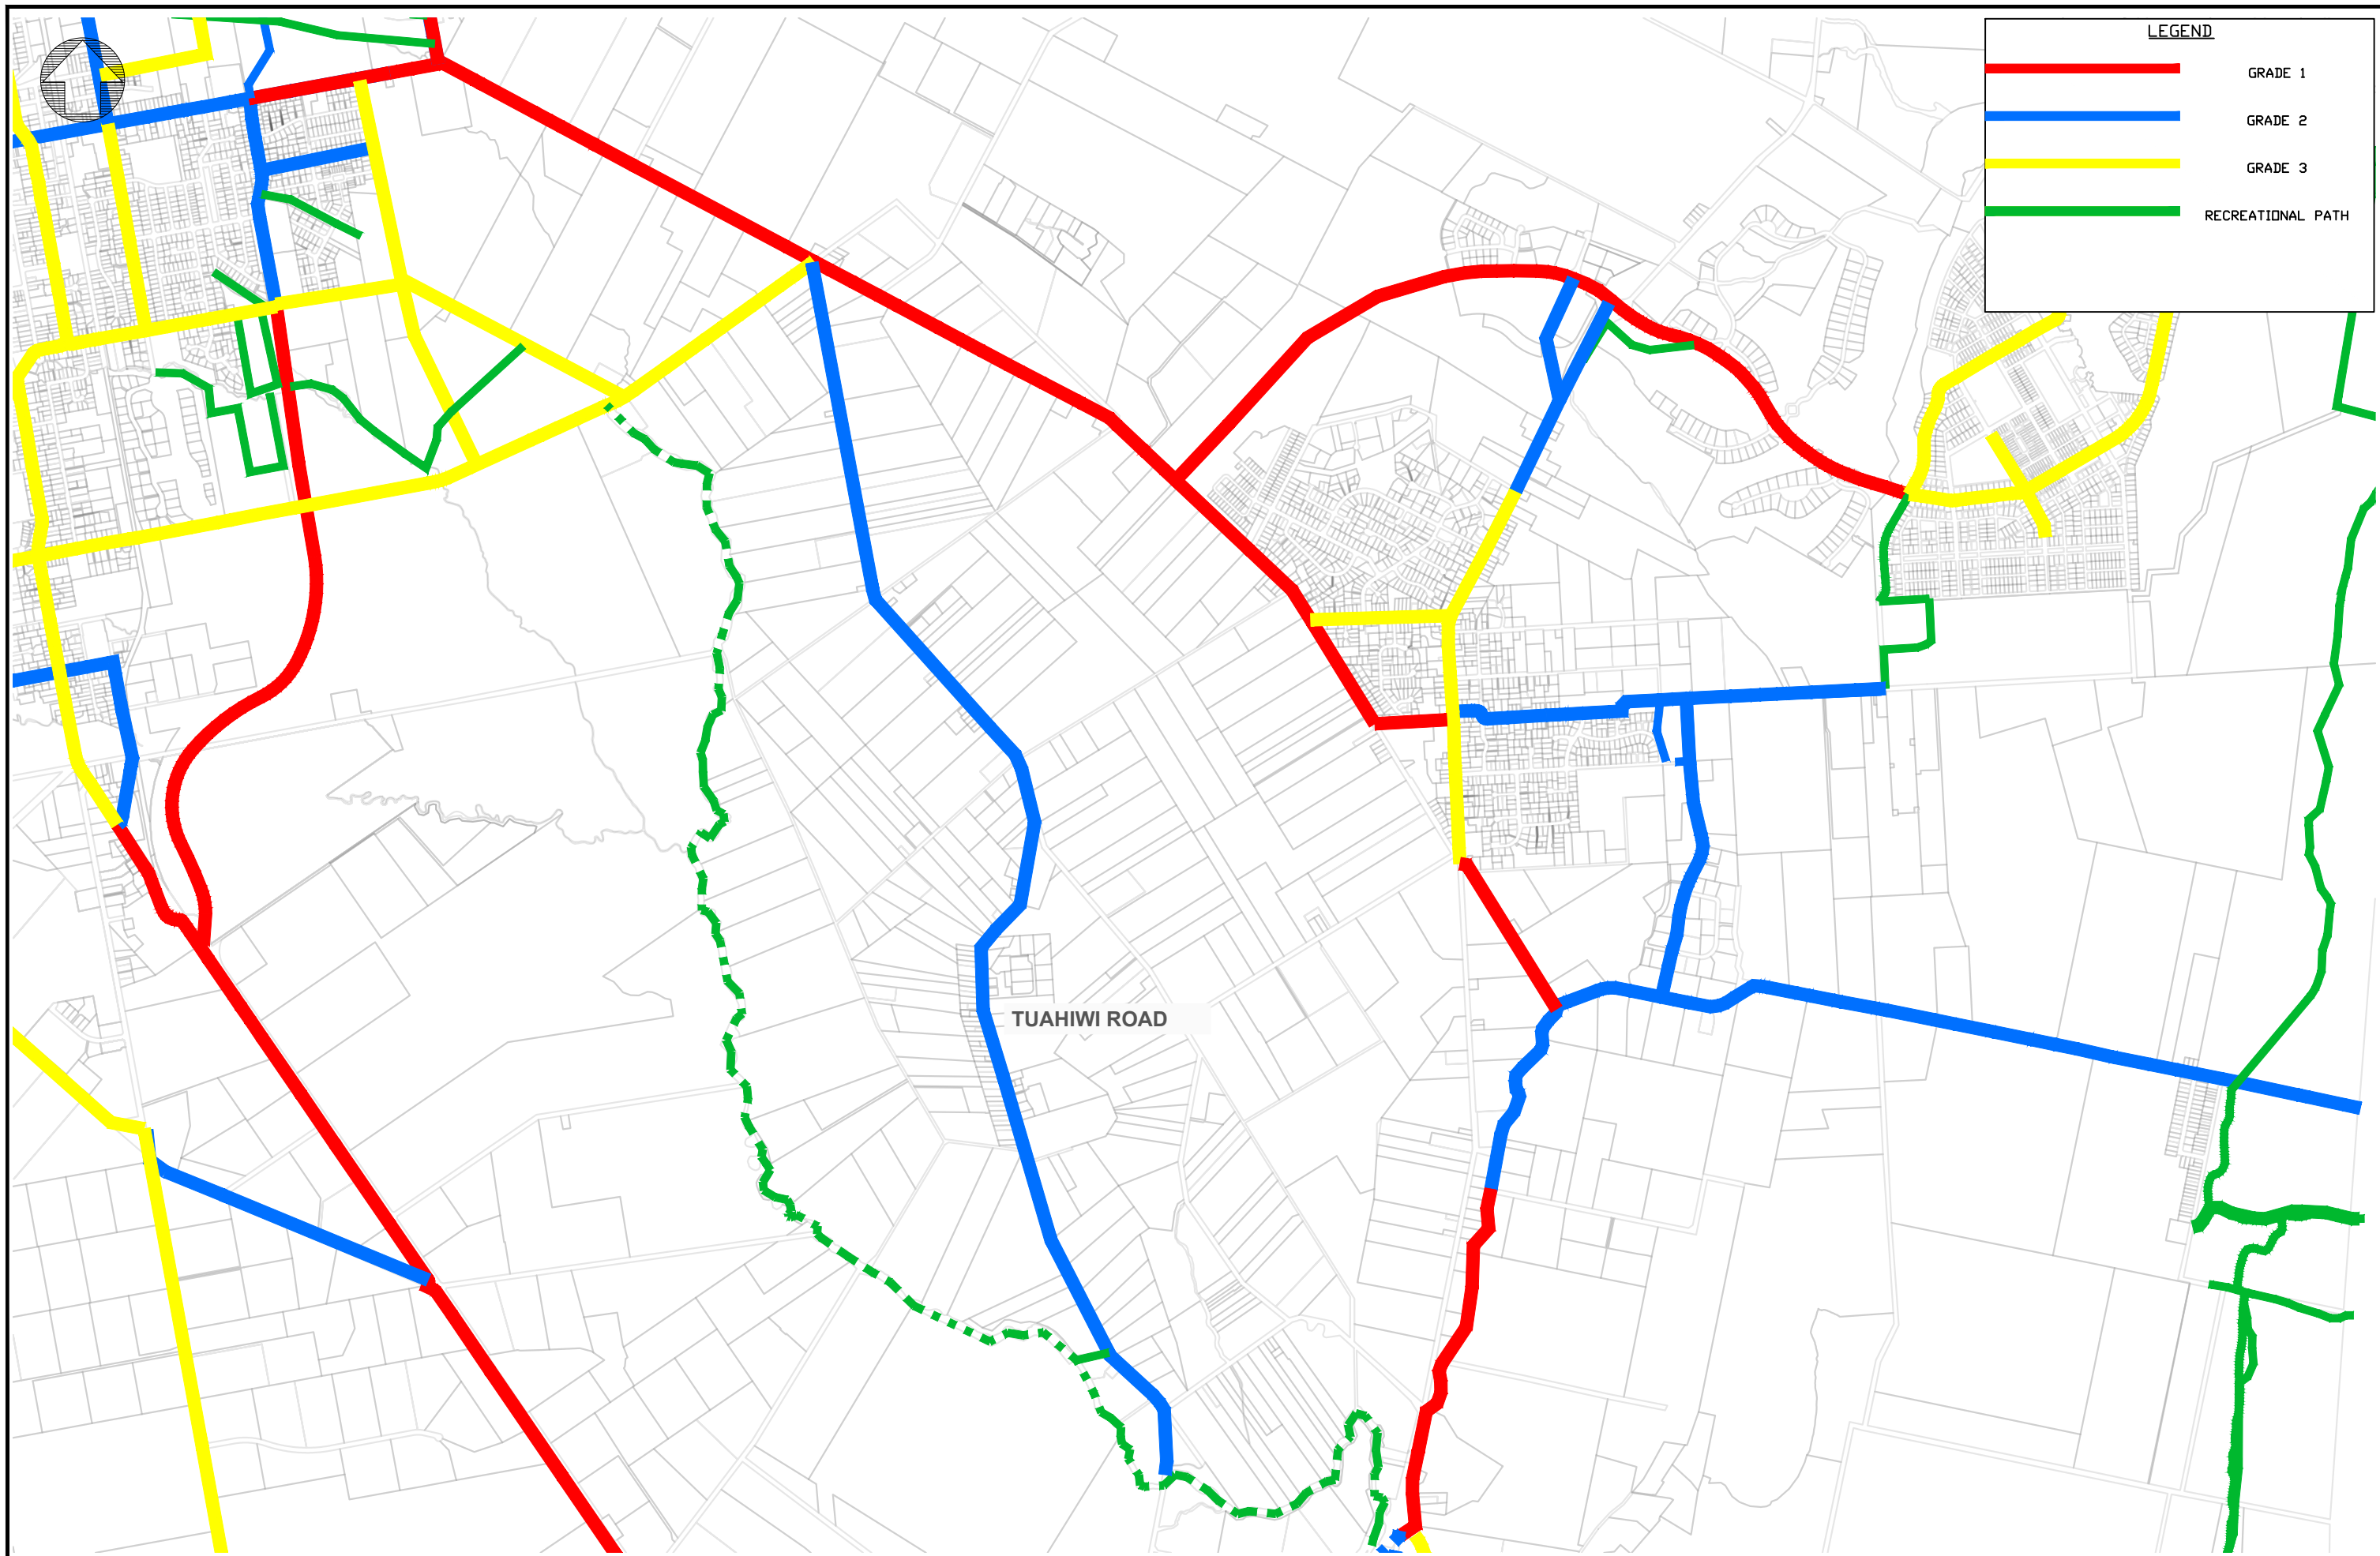 LEGEND
GRADE 1
GRADE 2
GRADE 3
RECREATIONAL PATH
TUAHIWI ROAD